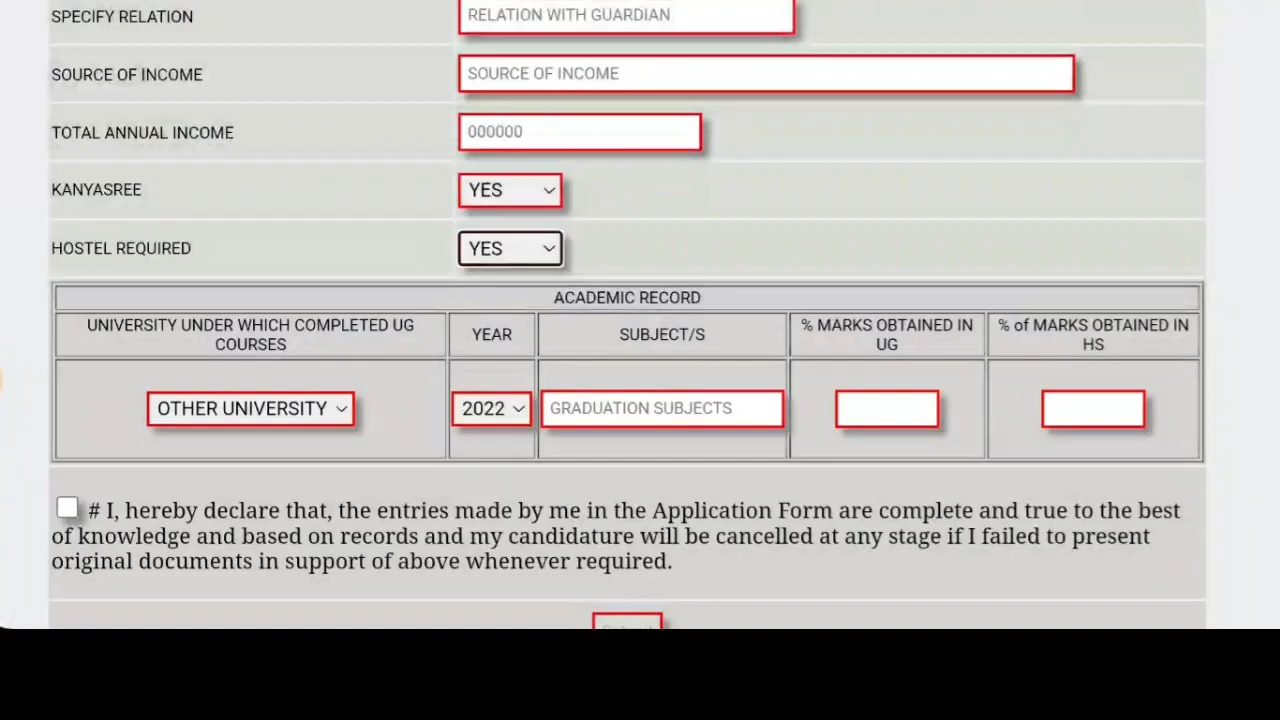 SPECIFY RELATION
RELATION WITH GUARDIAN
SOURCE OF INCOME
SOURCE OF INCOME
TOTAL ANNUAL INCOME
000000
KANYASREE
YES
HOSTEL REQUIRED
YES
ACADEMIC RECORD
UNIVERSITY UNDER WHICH COMPLETED UG
COURSES
YEAR
SUBJECT/S
% MARKS OBTAINED IN
UG
% of MARKS OBTAINED IN
HS
OTHER UNIVERSITY
2022
GRADUATION SUBJECTS
# I, hereby declare that, the entries made by me in the Application Form are complete and true to the best
of knowledge and based on records and my candidature will be cancelled at any stage if I failed to present
original documents in support of above whenever required.